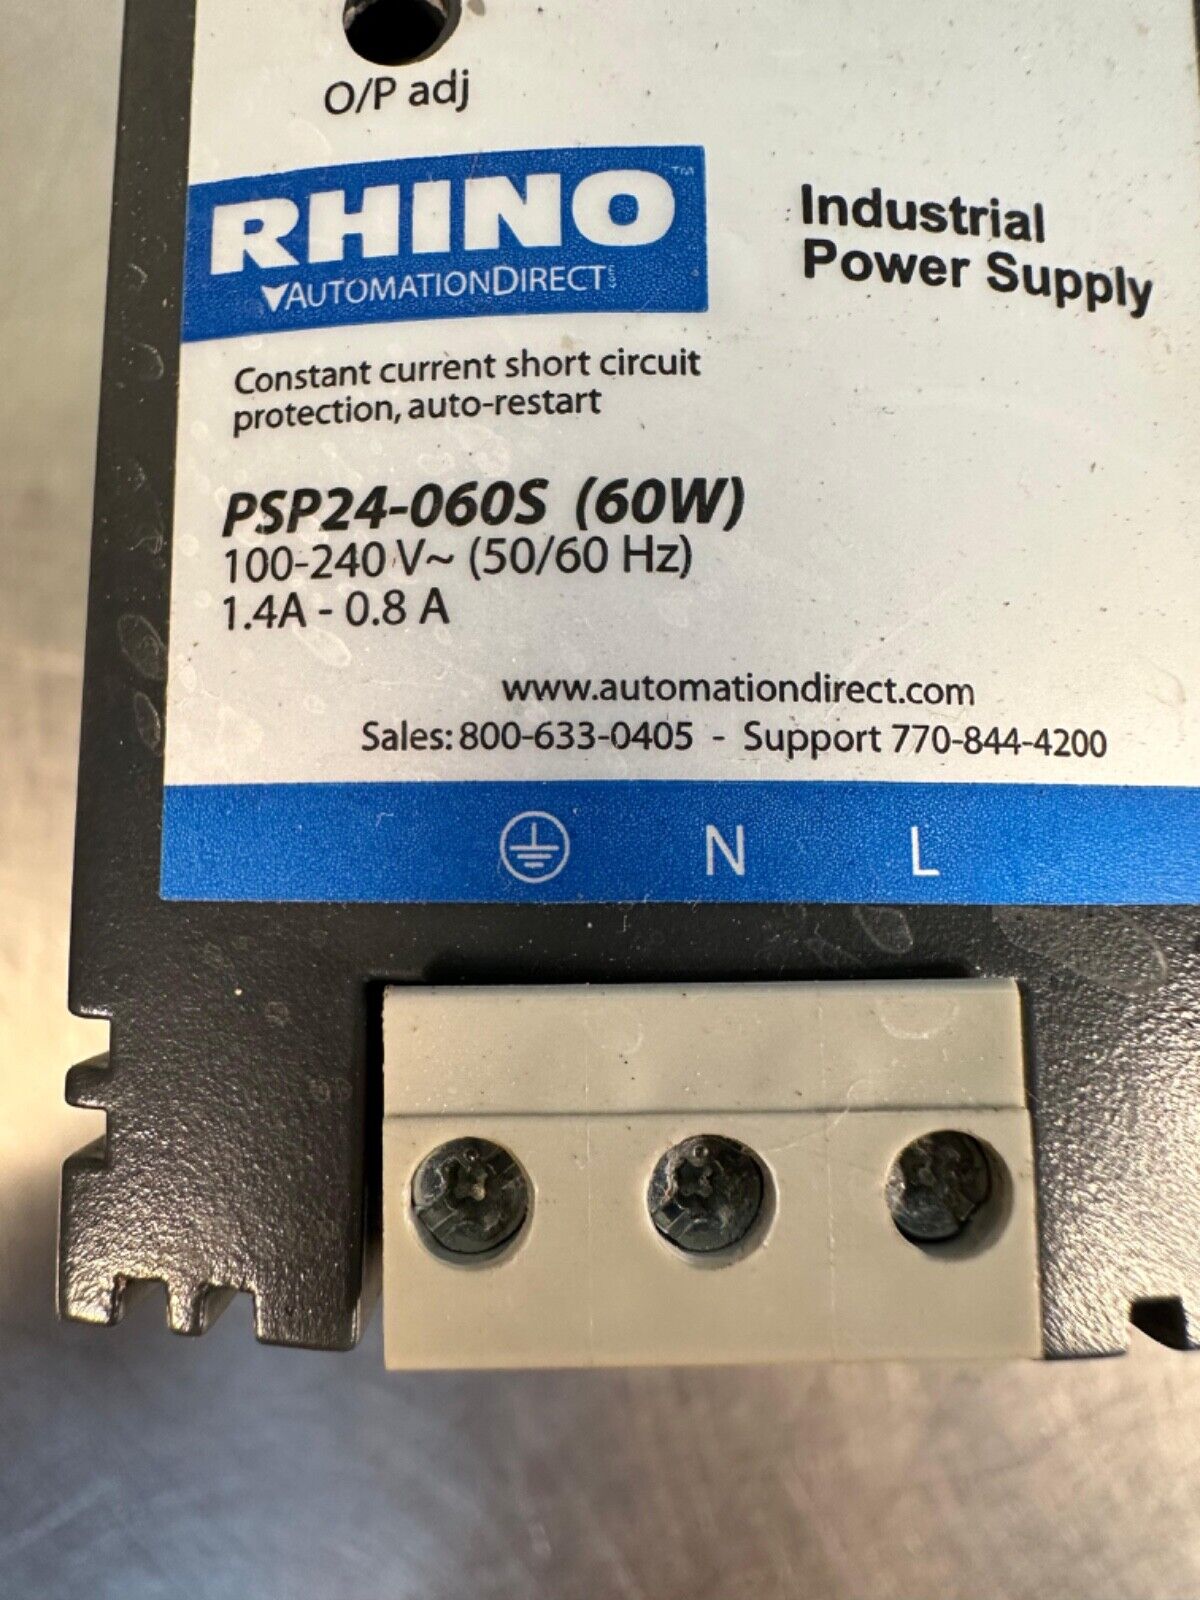 O/P adj
RHINO™
AUTOMATIONDIRECT
Industrial
Power Supply
Constant current short circuit
protection, auto-restart
PSP24-060S (60W)
100-240 V~ (50/60 Hz)
1.4A - 0.8 A
www.automationdirect.com
Sales: 800-633-0405 - Support 770-844-4200
N L